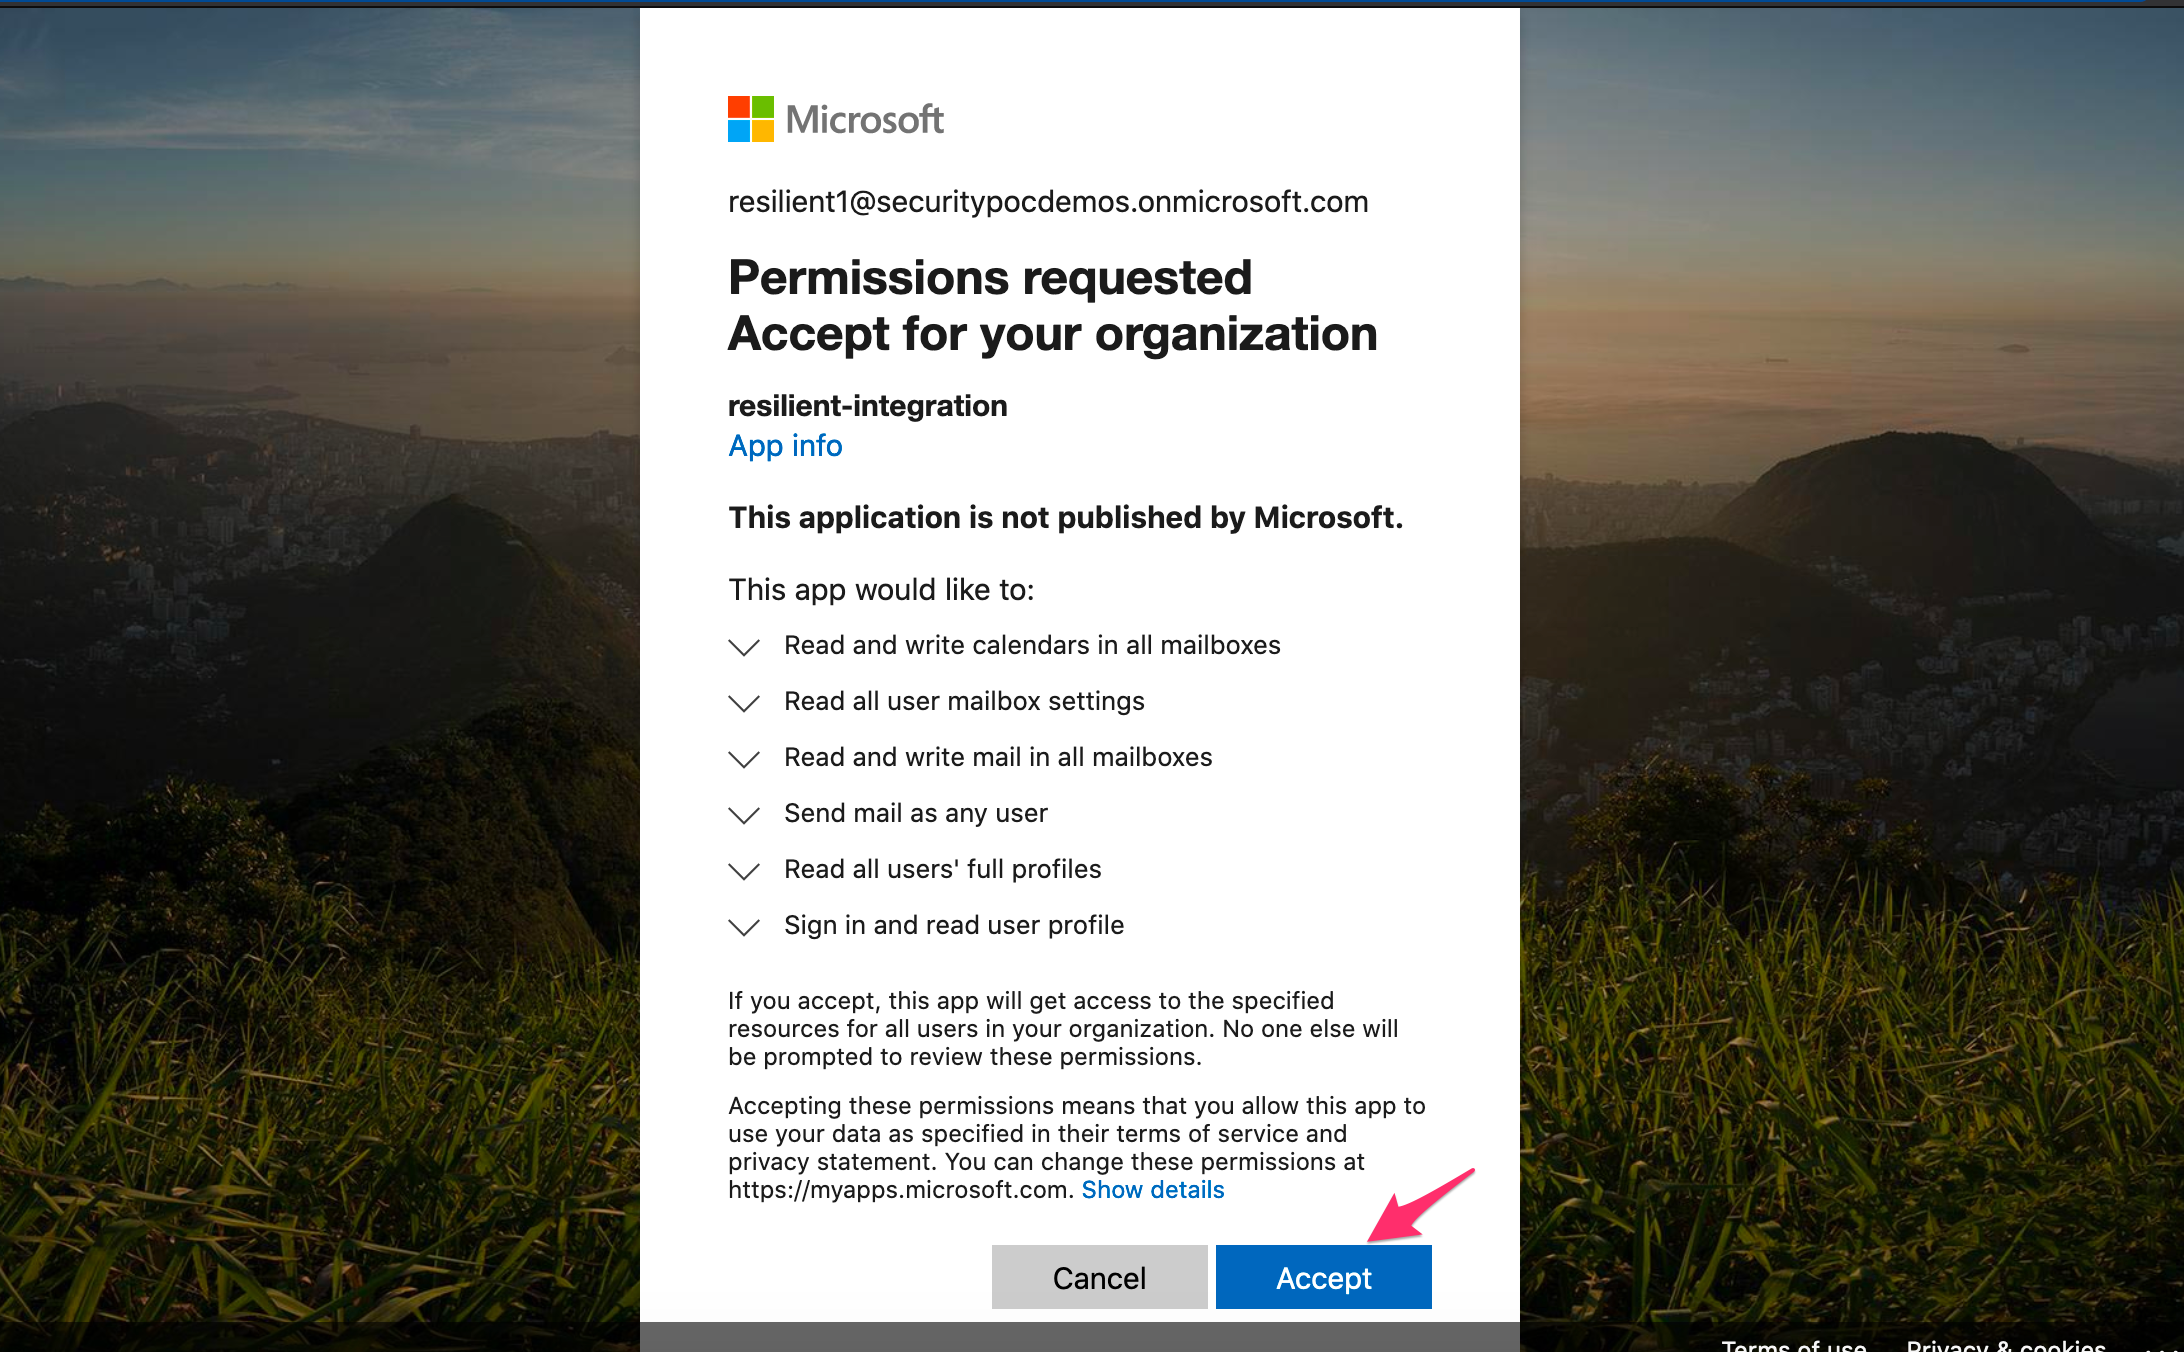 Microsoft
resilient1@securitypocdemos.onmicrosoft.com
Permissions requested
Accept for your organization
resilient-integration
App info
This application is not published by Microsoft.
This app would like to:
Read and write calendars in all mailboxes
Read all user mailbox settings
Read and write mail in all mailboxes
Send mail as any user
Read all users' full profiles
Sign in and read user profile
If you accept, this app will get access to the specified
resources for all users in your organization. No one else will
be prompted to review these permissions.
Accepting these permissions means that you allow this app to
use your data as specified in their terms of service and
privacy statement. You can change these permissions at
https://myapps.microsoft.com. Show details
Cancel Accept
Terms of use Privacy & cookies